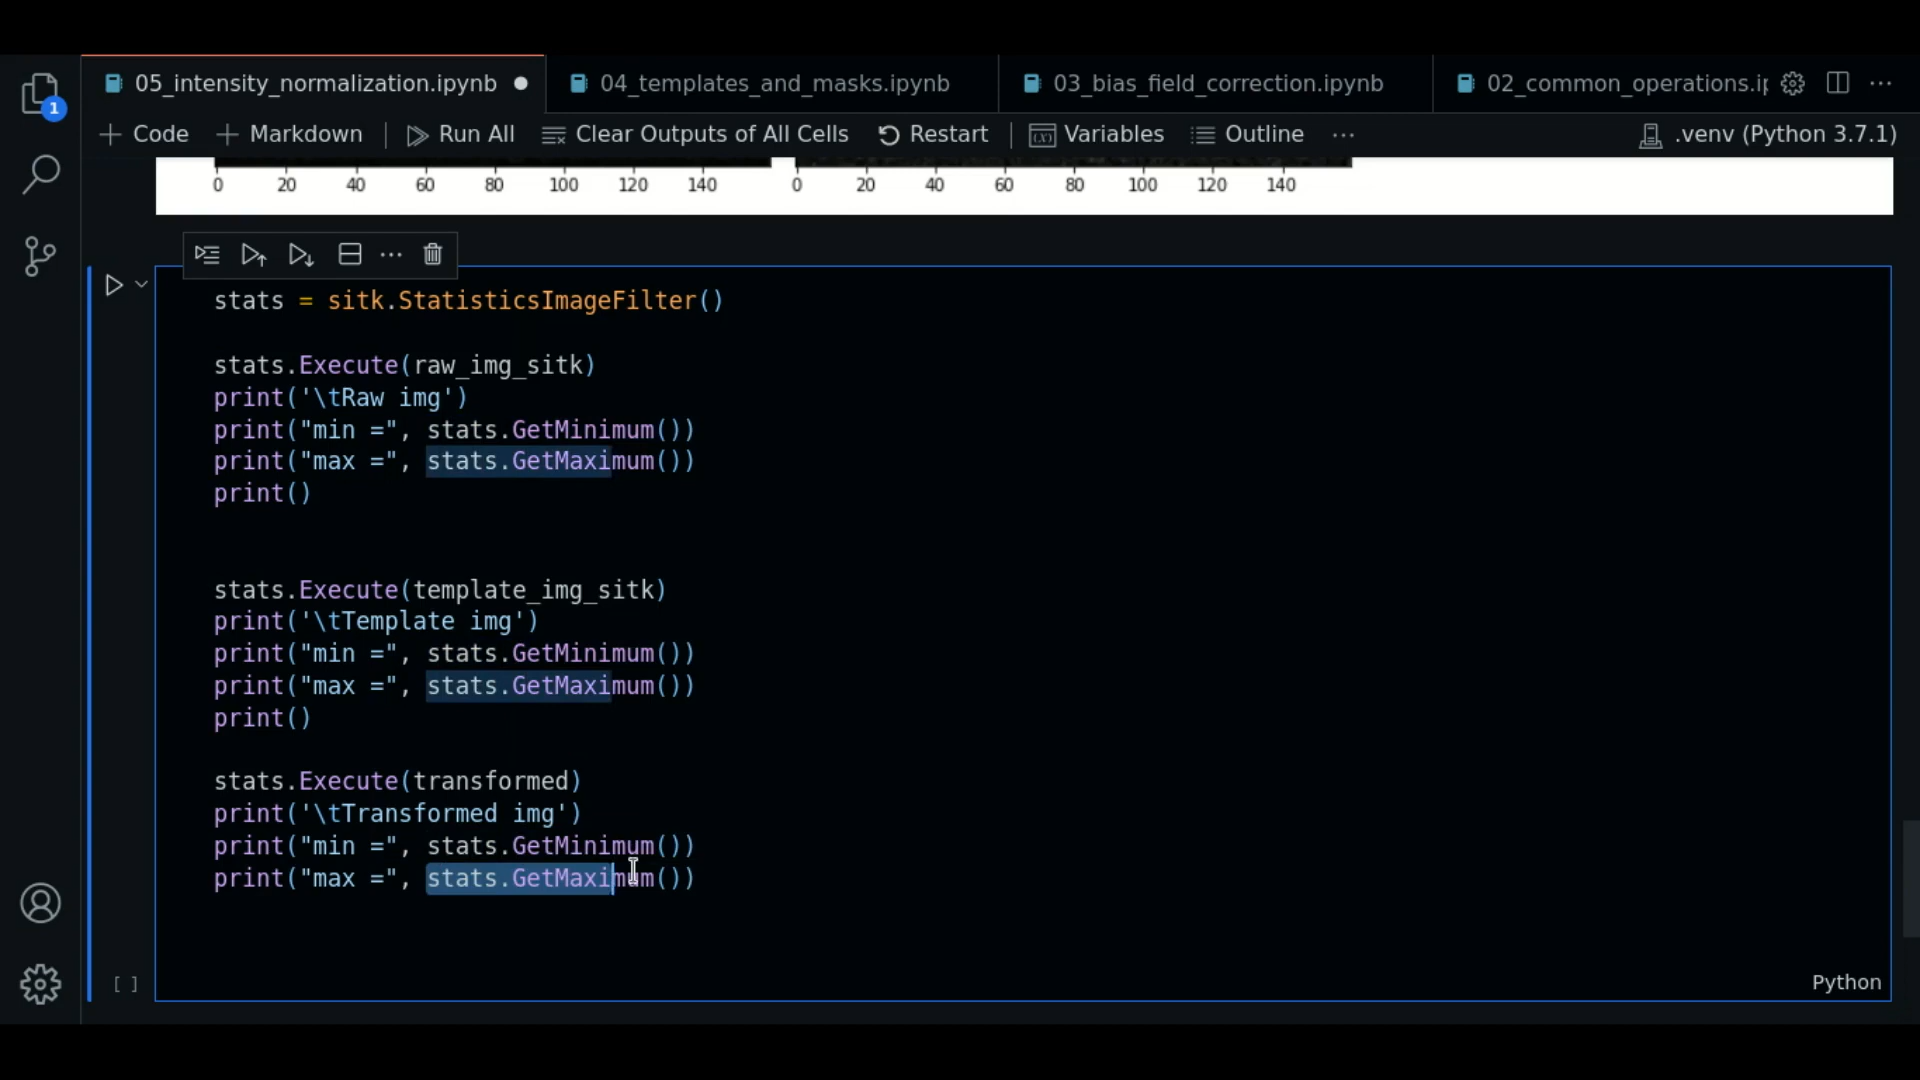 05_intensity_normalization.ipynb
04_templates_and_masks.ipynb
03_bias_field_correction.ipynb
02_common_operations.ip
1
Code
Markdown
Run All
Clear Outputs of All Cells
Restart
Variables
Outline
.venv (Python 3.7.1)
0 20 40 60 80 100 120 140
0 20 40 60 80 100 120 140
stats = sitk.StatisticsImageFilter()
stats.Execute(raw_img_sitk)
print('\tRaw img')
print("min =", stats.GetMinimum())
print("max =", stats.GetMaximum())
print()
stats.Execute(template_img_sitk)
print('\tTemplate img')
print("min =", stats.GetMinimum())
print("max =", stats.GetMaximum())
print()
stats.Execute(transformed)
print('\tTransformed img')
print("min =", stats.GetMinimum())
print("max =", stats.GetMaximum())
[ ]
Python